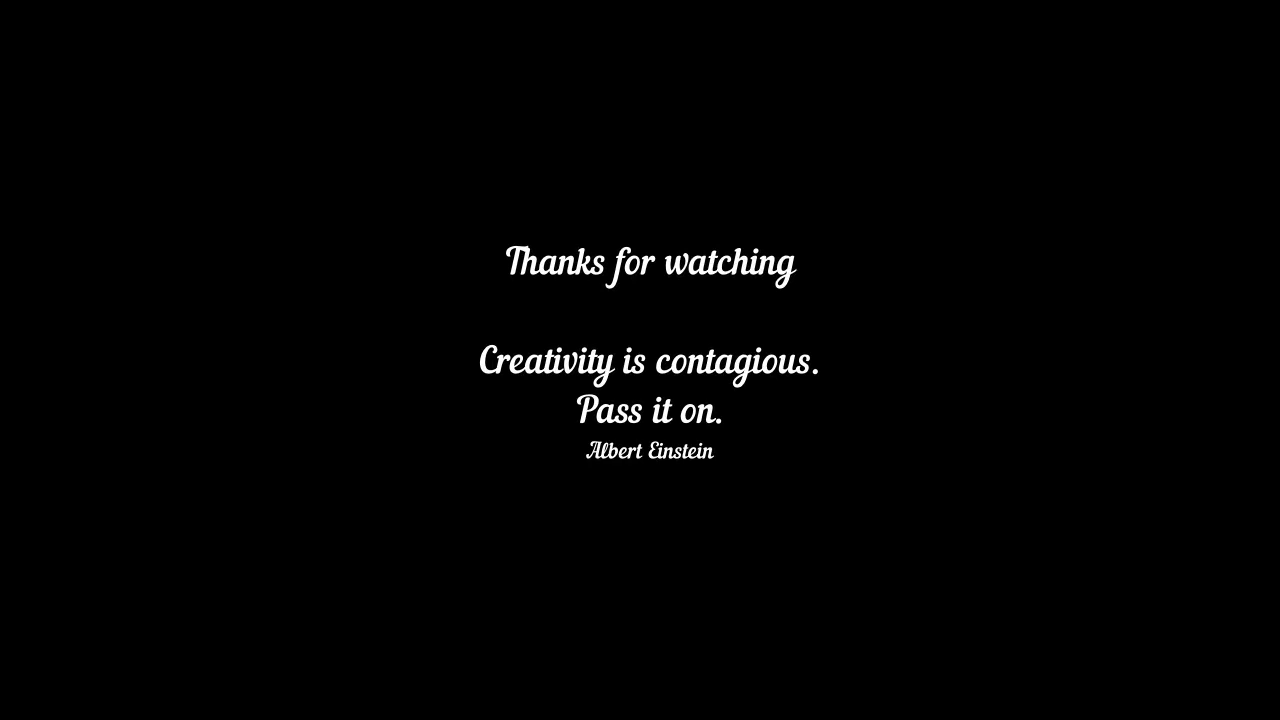 Thanks for watching
Creativity is contagious.
Pass it on.
Albert Einstein